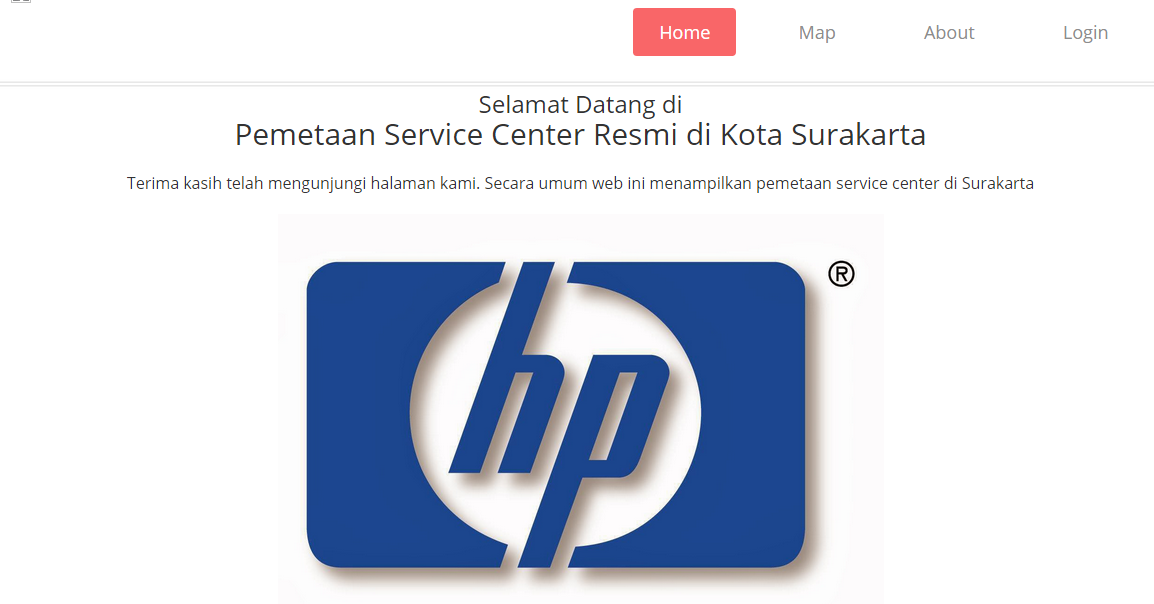 Home Map About Login
Selamat Datang di
Pemetaan Service Center Resmi di Kota Surakarta
Terima kasih telah mengunjungi halaman kami. Secara umum web ini menampilkan pemetaan service center di Surakarta
®
hp